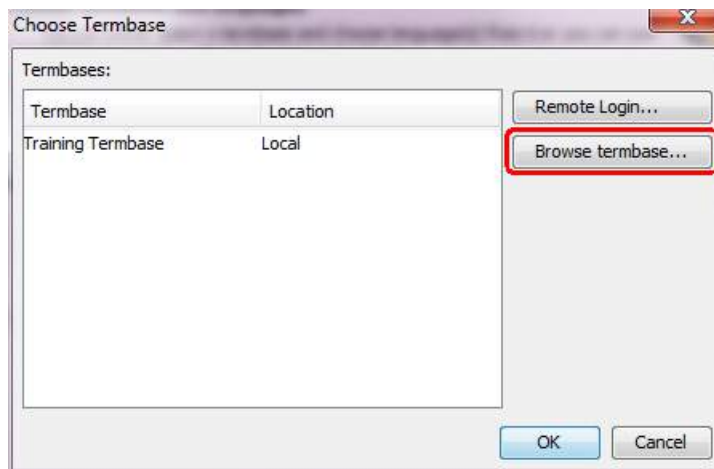 Choose Termbase
Termbases:
Termbase Location
Training Termbase Local
Remote Login...
Browse termbase...
OK Cancel